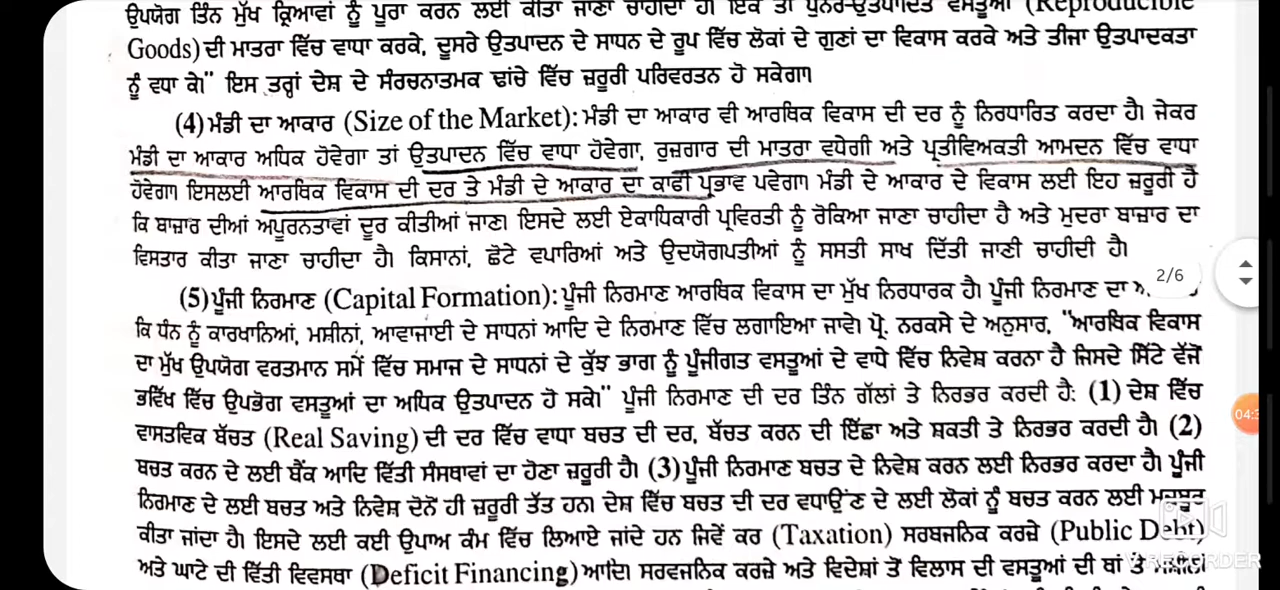 ਉਪਯੋਗ ਤਿੰਨ ਮੁੱਖ ਕ੍ਰਿਆਵਾਂ ਨੂੰ ਪੂਰਾ ਕਰਨ ਲਈ ਕੀਤਾ ਜਾਣਾ ਚਾਹੀਦਾ ਹੈ। ਇਕ ਤਾਂ ਪੁਨਰ-ਉਤਪਾਦਿਤ ਵਸਤੂਆਂ (Reproducible
Goods) ਦੀ ਮਾਤਰਾ ਵਿੱਚ ਵਾਧਾ ਕਰਕੇ, ਦੂਸਰੇ ਉਤਪਾਦਨ ਦੇ ਸਾਧਨ ਦੇ ਰੂਪ ਵਿੱਚ ਲੋਕਾਂ ਦੇ ਗੁਣਾਂ ਦਾ ਵਿਕਾਸ ਕਰਕੇ ਅਤੇ ਤੀਜਾ ਉਤਪਾਦਕਤਾ
ਨੂੰ ਵਧਾ ਕੇ।" ਇਸ ਤਰ੍ਹਾਂ ਦੇਸ਼ ਦੇ ਸੰਰਚਨਾਤਮਕ ਢਾਂਚੇ ਵਿੱਚ ਜ਼ਰੂਰੀ ਪਰਿਵਰਤਨ ਹੋ ਸਕੇਗਾ।
(4) ਮੰਡੀ ਦਾ ਆਕਾਰ (Size of the Market): ਮੰਡੀ ਦਾ ਆਕਾਰ ਵੀ ਆਰਥਿਕ ਵਿਕਾਸ ਦੀ ਦਰ ਨੂੰ ਨਿਰਧਾਰਿਤ ਕਰਦਾ ਹੈ। ਜੇਕਰ
ਮੰਡੀ ਦਾ ਆਕਾਰ ਅਧਿਕ ਹੋਵੇਗਾ ਤਾਂ ਉਤਪਾਦਨ ਵਿੱਚ ਵਾਧਾ ਹੋਵੇਗਾ, ਰੁਜ਼ਗਾਰ ਦੀ ਮਾਤਰਾ ਵਧੇਗੀ ਅਤੇ ਪ੍ਰਤੀਵਿਅਕਤੀ ਆਮਦਨ ਵਿੱਚ ਵਾਧਾ
ਹੋਵੇਗਾ। ਇਸਲਈ ਆਰਥਿਕ ਵਿਕਾਸ ਦੀ ਦਰ ਤੇ ਮੰਡੀ ਦੇ ਆਕਾਰ ਦਾ ਕਾਫੀ ਪ੍ਰਭਾਵ ਪਵੇਗਾ। ਮੰਡੀ ਦੇ ਆਕਾਰ ਦੇ ਵਿਕਾਸ ਲਈ ਇਹ ਜ਼ਰੂਰੀ ਹੈ
ਕਿ ਬਾਜ਼ਾਰ ਦੀਆਂ ਅਪੂਰਨਤਾਵਾਂ ਦੂਰ ਕੀਤੀਆਂ ਜਾਣ। ਇਸਦੇ ਲਈ ਏਕਾਧਿਕਾਰੀ ਪ੍ਰਵਿਰਤੀ ਨੂੰ ਰੋਕਿਆ ਜਾਣਾ ਚਾਹੀਦਾ ਹੈ ਅਤੇ ਮੁਦਰਾ ਬਾਜ਼ਾਰ ਦਾ
ਵਿਸਤਾਰ ਕੀਤਾ ਜਾਣਾ ਚਾਹੀਦਾ ਹੈ। ਕਿਸਾਨਾਂ, ਛੋਟੇ ਵਪਾਰਿਆਂ ਅਤੇ ਉਦਯੋਗਪਤੀਆਂ ਨੂੰ ਸਸਤੀ ਸਾਖ ਦਿੱਤੀ ਜਾਣੀ ਚਾਹੀਦੀ ਹੈ।
2/6
(5) ਪੂੰਜੀ ਨਿਰਮਾਣ (Capital Formation): ਪੂੰਜੀ ਨਿਰਮਾਣ ਆਰਥਿਕ ਵਿਕਾਸ ਦਾ ਮੁੱਖ ਨਿਰਧਾਰਕ ਹੈ। ਪੂੰਜੀ ਨਿਰਮਾਣ ਦਾ
ਕਿ ਧੰਨ ਨੂੰ ਕਾਰਖਾਨਿਆਂ, ਮਸ਼ੀਨਾਂ, ਆਵਾਜਾਈ ਦੇ ਸਾਧਨਾਂ ਆਦਿ ਦੇ ਨਿਰਮਾਣ ਵਿੱਚ ਲਗਾਇਆ ਜਾਵੇ। ਪ੍ਰੋ. ਨਰਕਸੇ ਦੇ ਅਨੁਸਾਰ, "ਆਰਥਿਕ ਵਿਕਾਸ
ਦਾ ਮੁੱਖ ਉਪਯੋਗ ਵਰਤਮਾਨ ਸਮੇਂ ਵਿੱਚ ਸਮਾਜ ਦੇ ਸਾਧਨਾਂ ਦੇ ਕੁੱਝ ਭਾਗ ਨੂੰ ਪੂੰਜੀਗਤ ਵਸਤੂਆਂ ਦੇ ਵਾਧੇ ਵਿੱਚ ਨਿਵੇਸ਼ ਕਰਨਾ ਹੈ ਜਿਸਦੇ ਸਿੱਟੇ ਵੱਜੋਂ
ਭਵਿੱਖ ਵਿੱਚ ਉਪਭੋਗ ਵਸਤੂਆਂ ਦਾ ਅਧਿਕ ਉਤਪਾਦਨ ਹੋ ਸਕੇ।" ਪੂੰਜੀ ਨਿਰਮਾਣ ਦੀ ਦਰ ਤਿੰਨ ਗੱਲਾਂ ਤੇ ਨਿਰਭਰ ਕਰਦੀ ਹੈ: (1) ਦੇਸ਼ ਵਿੱਚ
04:3
ਵਾਸਤਵਿਕ ਬੱਚਤ (Real Saving) ਦੀ ਦਰ ਵਿੱਚ ਵਾਧਾ ਬਚਤ ਦੀ ਦਰ, ਬੱਚਤ ਕਰਨ ਦੀ ਇੱਛਾ ਅਤੇ ਸ਼ਕਤੀ ਤੇ ਨਿਰਭਰ ਕਰਦੀ ਹੈ। (2)
ਬਚਤ ਕਰਨ ਦੇ ਲਈ ਬੈਂਕ ਆਦਿ ਵਿੱਤੀ ਸੰਸਥਾਵਾਂ ਦਾ ਹੋਣਾ ਜ਼ਰੂਰੀ ਹੈ। (3) ਪੂੰਜੀ ਨਿਰਮਾਣ ਬਚਤ ਦੇ ਨਿਵੇਸ਼ ਕਰਨ ਲਈ ਨਿਰਭਰ ਕਰਦਾ ਹੈ। ਪੂੰਜੀ
ਨਿਰਮਾਣ ਦੇ ਲਈ ਬਚਤ ਅਤੇ ਨਿਵੇਸ਼ ਦੋਨੋਂ ਹੀ ਜ਼ਰੂਰੀ ਤੱਤ ਹਨ। ਦੇਸ਼ ਵਿੱਚ ਬਚਤ ਦੀ ਦਰ ਵਧਾਉਂਣ ਦੇ ਲਈ ਲੋਕਾਂ ਨੂੰ ਬਚਤ ਕਰਨ ਲਈ ਮਜ਼ਬੂਰ
ਕੀਤਾ ਜਾਂਦਾ ਹੈ। ਇਸਦੇ ਲਈ ਕਈ ਉਪਾਅ ਕੰਮ ਵਿੱਚ ਲਿਆਏ ਜਾਂਦੇ ਹਨ ਜਿਵੇਂ ਕਰ (Taxation) ਸਰਬਜਨਿਕ ਕਰਜ਼ੇ (Public Debt)
V.RECORDER
ਅਤੇ ਘਾਟੇ ਦੀ ਵਿੱਤੀ ਵਿਵਸਥਾ (Deficit Financing) ਆਦਿ। ਸਰਵਜਨਿਕ ਕਰਜ਼ੇ ਅਤੇ ਵਿਦੇਸ਼ਾਂ ਤੋਂ ਵਿਲਾਸ ਦੀ ਵਸਤੂਆਂ ਦੀ ਥਾਂ ਤੇ ਮਸ਼ੀਨਾਂ